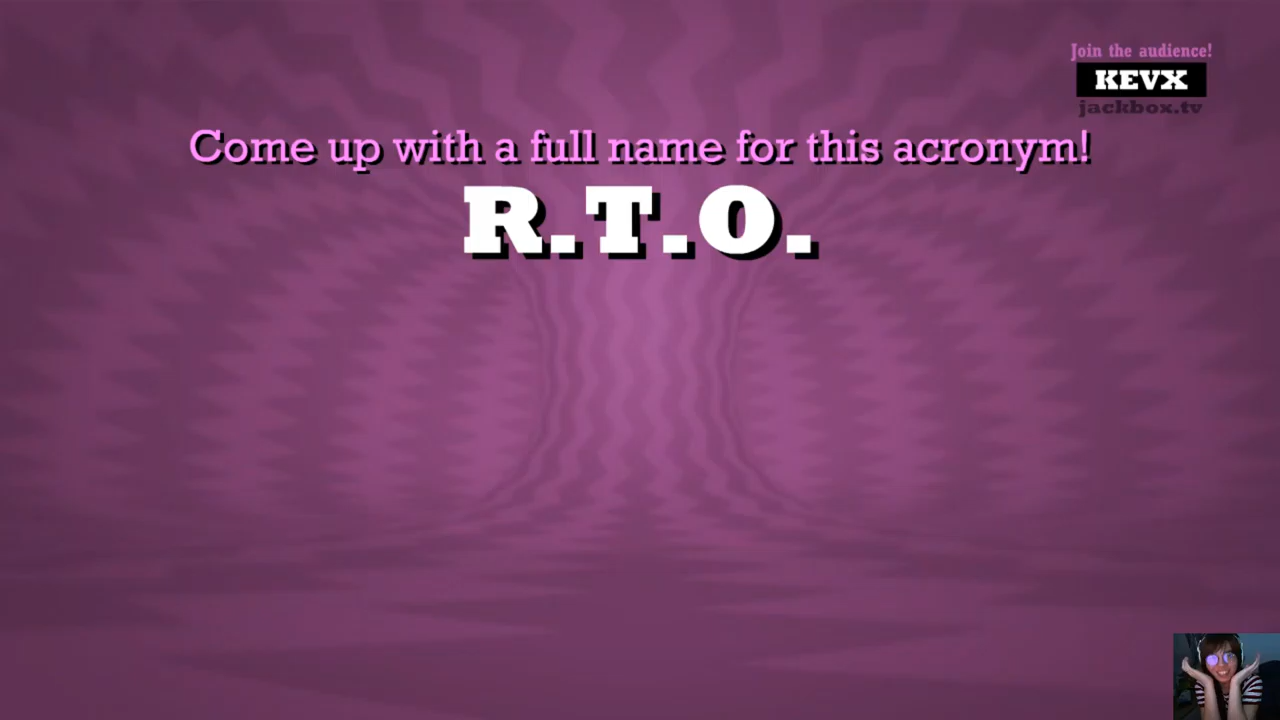 Join the audience!
KEVX
jackbox.tv
Come up with a full name for this acronym!
R.T.O.